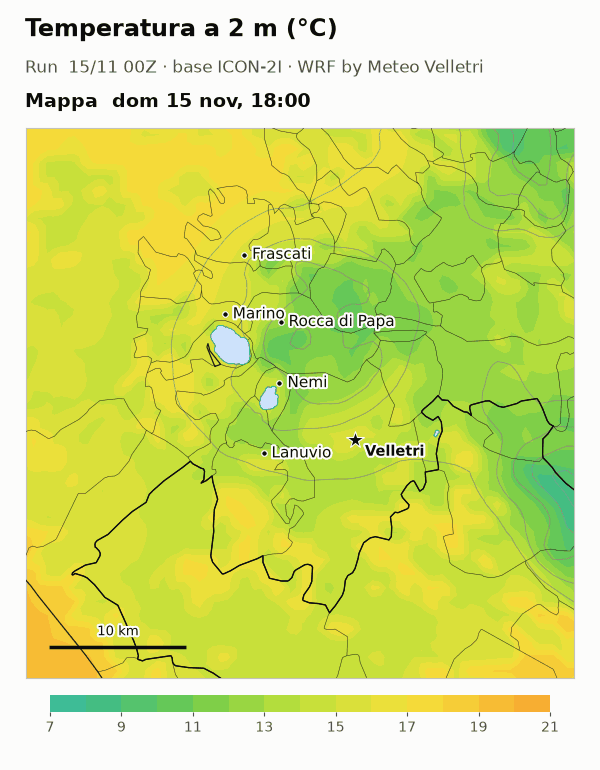 Temperatura a 2 m (°C)
Run  15/11 00Z · base ICON-2I · WRF by Meteo Velletri
Mappa  dom 15 nov, 18:00
Frascati
Marino
Rocca di Papa
Nemi
Velletri
Lanuvio
10 km
7 9 11 13 15 17 19 21